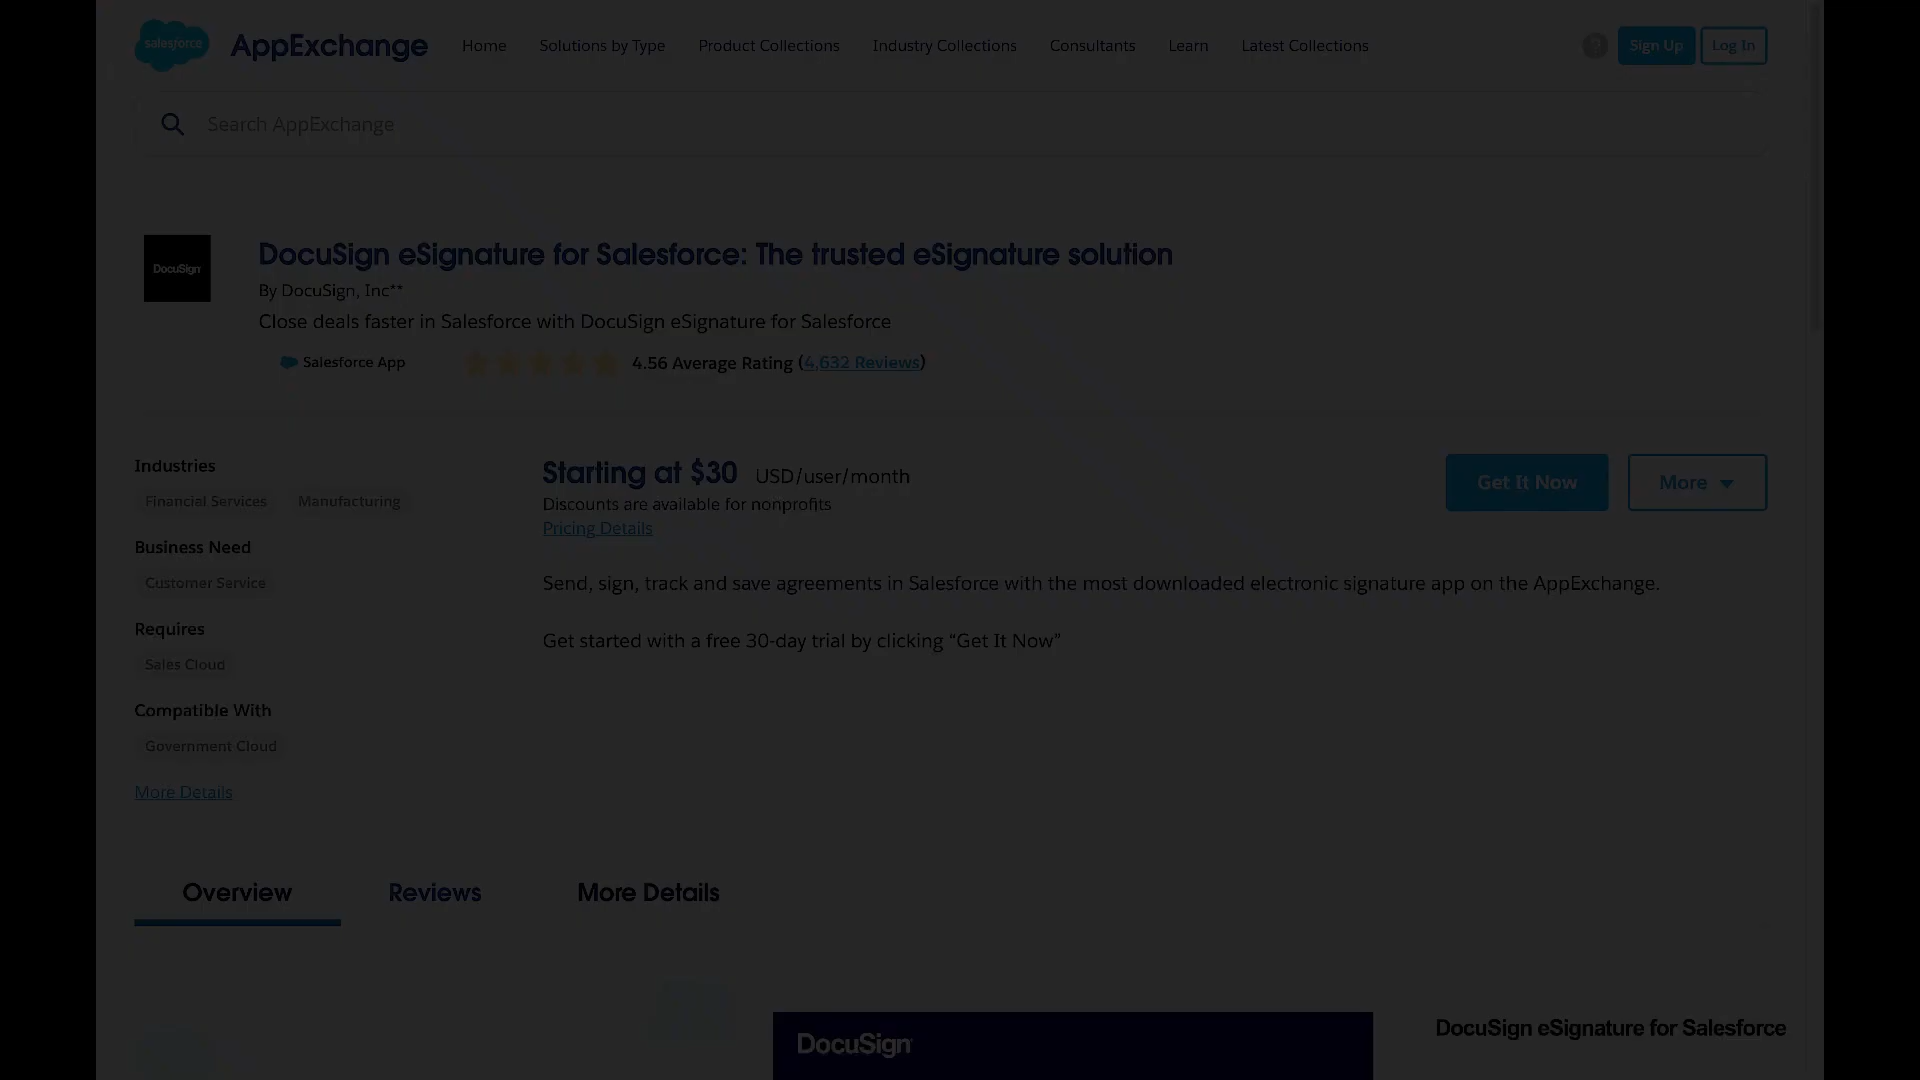 salesforce
AppExchange
Home
Solutions by Type
Product Collections
Industry Collections
Consultants
Learn
Latest Collections
?
Sign Up
Log In
Search AppExchange
DocuSign
DocuSign eSignature for Salesforce: The trusted eSignature solution
By DocuSign, Inc**
Close deals faster in Salesforce with DocuSign eSignature for Salesforce
Salesforce App
4.56 Average Rating (4,632 Reviews)
Industries
Financial Services
Manufacturing
Business Need
Customer Service
Requires
Sales Cloud
Compatible With
Government Cloud
More Details
Starting at $30 USD/user/month
Discounts are available for nonprofits
Pricing Details
Get It Now
More
Send, sign, track and save agreements in Salesforce with the most downloaded electronic signature app on the AppExchange.
Get started with a free 30-day trial by clicking “Get It Now”
Overview
Reviews
More Details
DocuSign
DocuSign eSignature for Salesforce